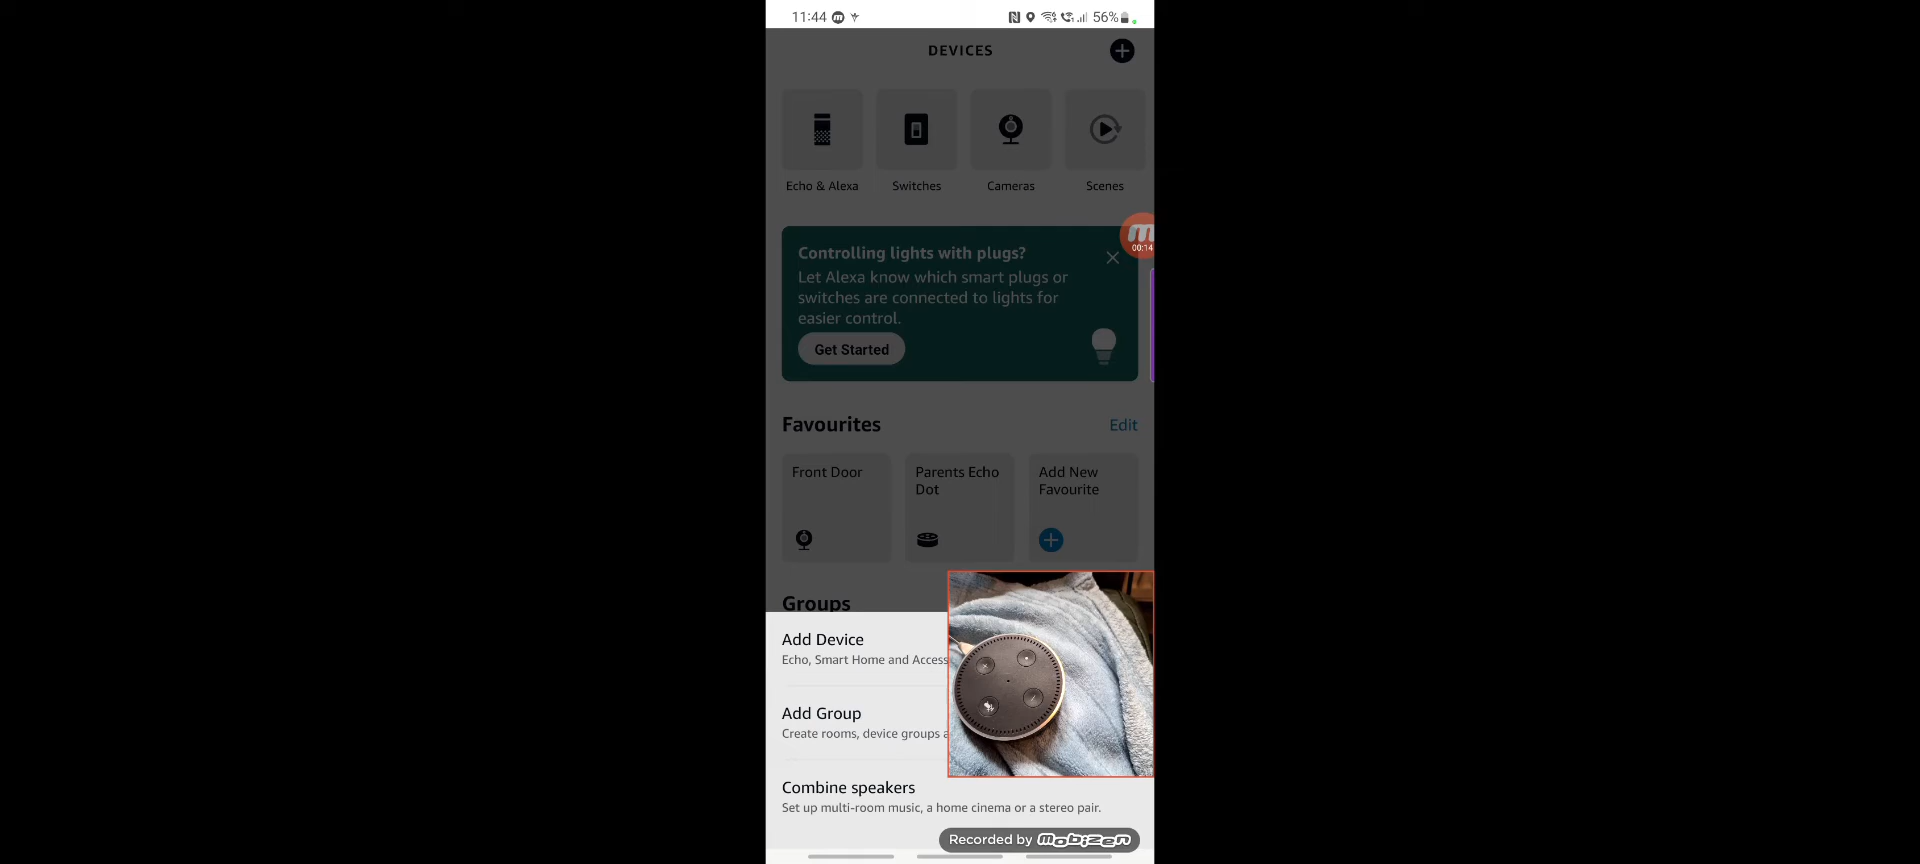 11:44
56%
DEVICES
Echo & Alexa
Switches
Cameras
Scenes
Controlling lights with plugs?
Let Alexa know which smart plugs or
switches are connected to lights for
easier control.
Get Started
00:14
Favourites
Edit
Front Door
Parents Echo
Dot
Add New
Favourite
Groups
Add Device
Echo, Smart Home and Access
Add Group
Create rooms, device groups a
Combine speakers
Set up multi-room music, a home cinema or a stereo pair.
Recorded by mobizen